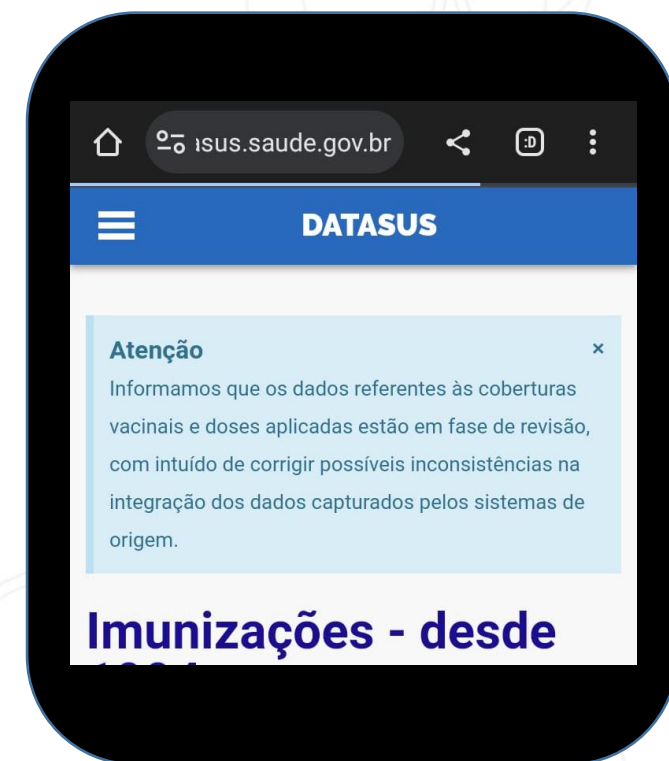 asus.saude.gov.br
:D
DATASUS
Atenção
×
Informamos que os dados referentes às coberturas
vacinais e doses aplicadas estão em fase de revisão,
com intuído de corrigir possíveis inconsistências na
integração dos dados capturados pelos sistemas de
origem.
Imunizações - desde